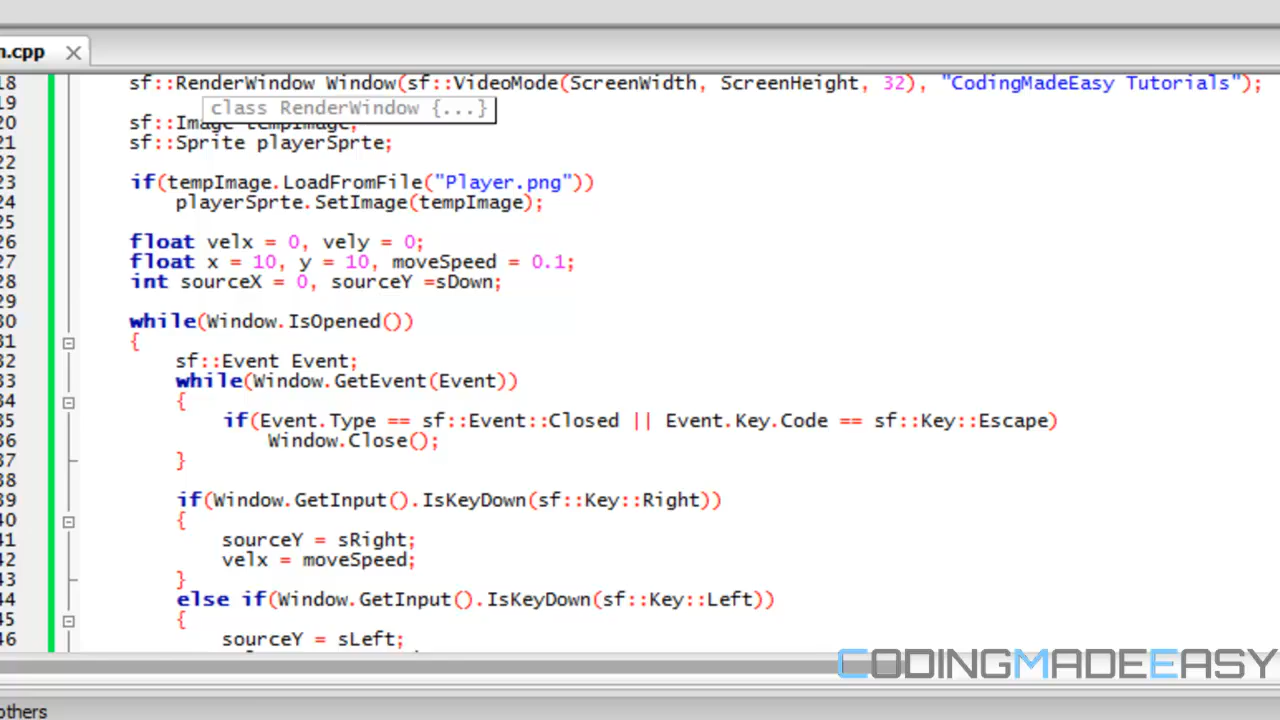 n.cpp
18 sf::RenderWindow Window(sf::VideoMode(ScreenWidth, ScreenHeight, 32), "CodingMadeEasy Tutorials");
19 class RenderWindow {...}
20 sf::Image tempImage;
21 sf::Sprite playerSprte;
22
23 if(tempImage.LoadFromFile("Player.png"))
24 playerSprte.SetImage(tempImage);
25
26 float velx = 0, vely = 0;
27 float x = 10, y = 10, moveSpeed = 0.1;
28 int sourceX = 0, sourceY =sDown;
29
30 while(Window.IsOpened())
31 {
32 sf::Event Event;
33 while(Window.GetEvent(Event))
34 {
35 if(Event.Type == sf::Event::Closed || Event.Key.Code == sf::Key::Escape)
36 Window.Close();
37 }
38
39 if(Window.GetInput().IsKeyDown(sf::Key::Right))
40 {
41 sourceY = sRight;
42 velx = moveSpeed;
43 }
44 else if(Window.GetInput().IsKeyDown(sf::Key::Left))
45 {
46 sourceY = sLeft;
CODINGMADEEASY
others